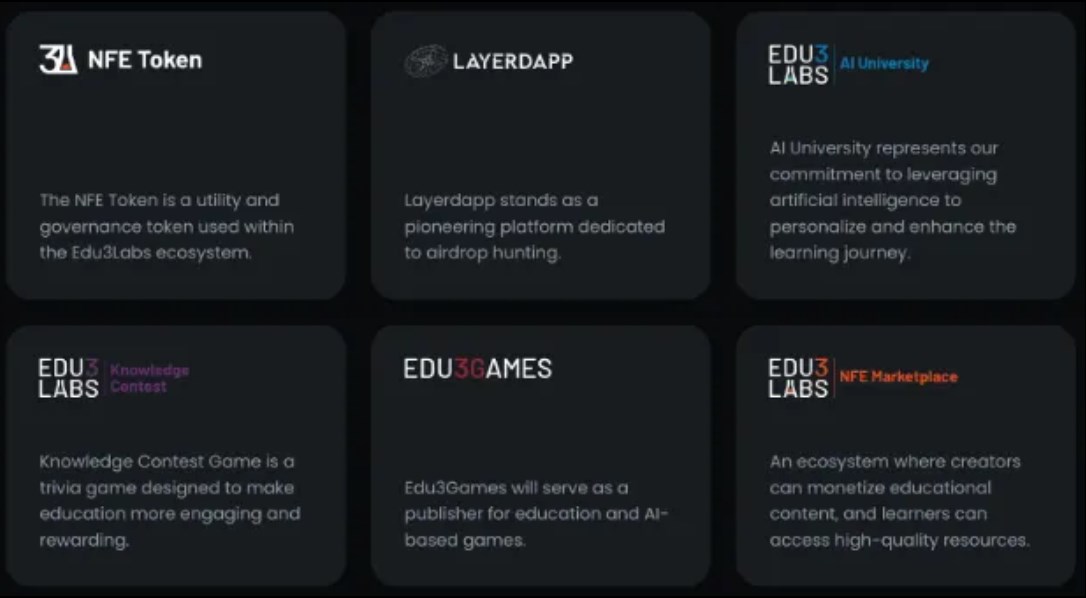 NFE Token
The NFE Token is a utility and
governance token used within
the Edu3Labs ecosystem.
LAYERDAPP
Layerdapp stands as a
pioneering platform dedicated
to airdrop hunting.
EDU3
LABS
AI University
AI University represents our
commitment to leveraging
artificial intelligence to
personalize and enhance the
learning journey.
EDU3
LABS
Knowledge
Contest
Knowledge Contest Game is a
trivia game designed to make
education more engaging and
rewarding.
EDU3GAMES
Edu3Games will serve as a
publisher for education and AI-
based games.
EDU3
LABS
NFE Marketplace
An ecosystem where creators
can monetize educational
content, and learners can
access high-quality resources.